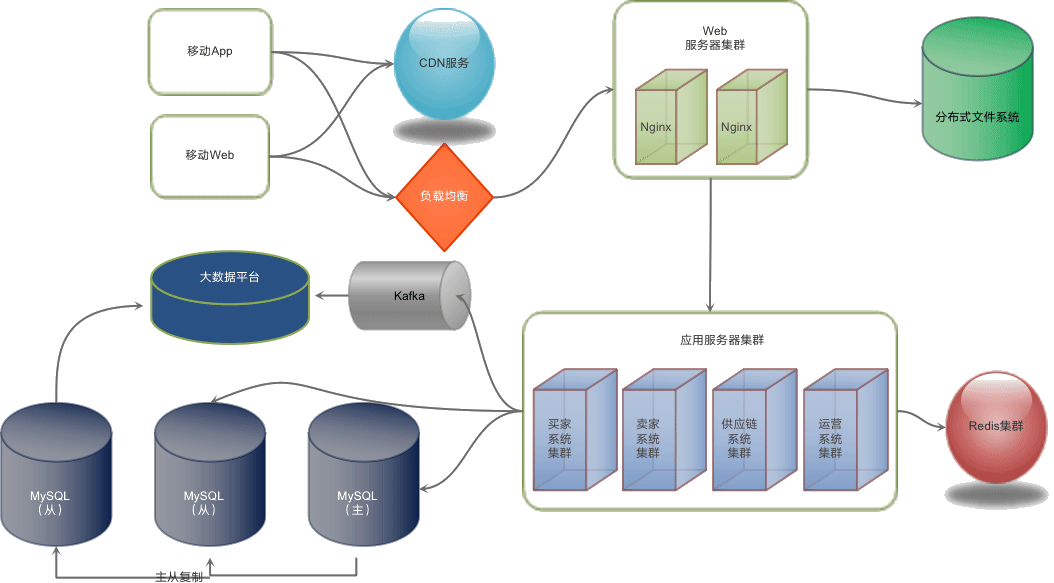 移动App
CDN服务
Web
服务器集群
Nginx
Nginx
分布式文件系统
移动Web
负载均衡
大数据平台
Kafka
应用服务器集群
买家
系统
集群
卖家
系统
集群
供应链
系统
集群
运营
系统
集群
Redis集群
MySQL
（从）
MySQL
（从）
MySQL
（主）
主从复制